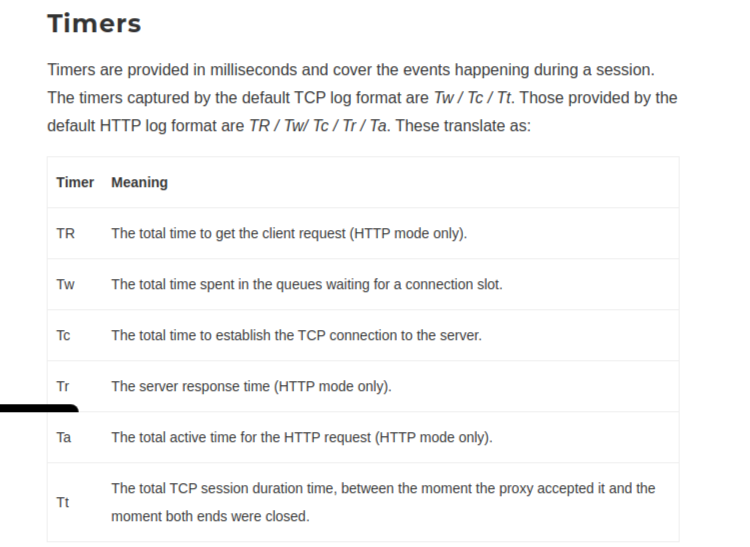 Timers
Timers are provided in milliseconds and cover the events happening during a session.
The timers captured by the default TCP log format are Tw / Tc / Tt. Those provided by the
default HTTP log format are TR / Tw/ Tc / Tr / Ta. These translate as:
Timer Meaning
TR The total time to get the client request (HTTP mode only).
Tw The total time spent in the queues waiting for a connection slot.
Tc The total time to establish the TCP connection to the server.
Tr The server response time (HTTP mode only).
Ta The total active time for the HTTP request (HTTP mode only).
Tt The total TCP session duration time, between the moment the proxy accepted it and the
moment both ends were closed.